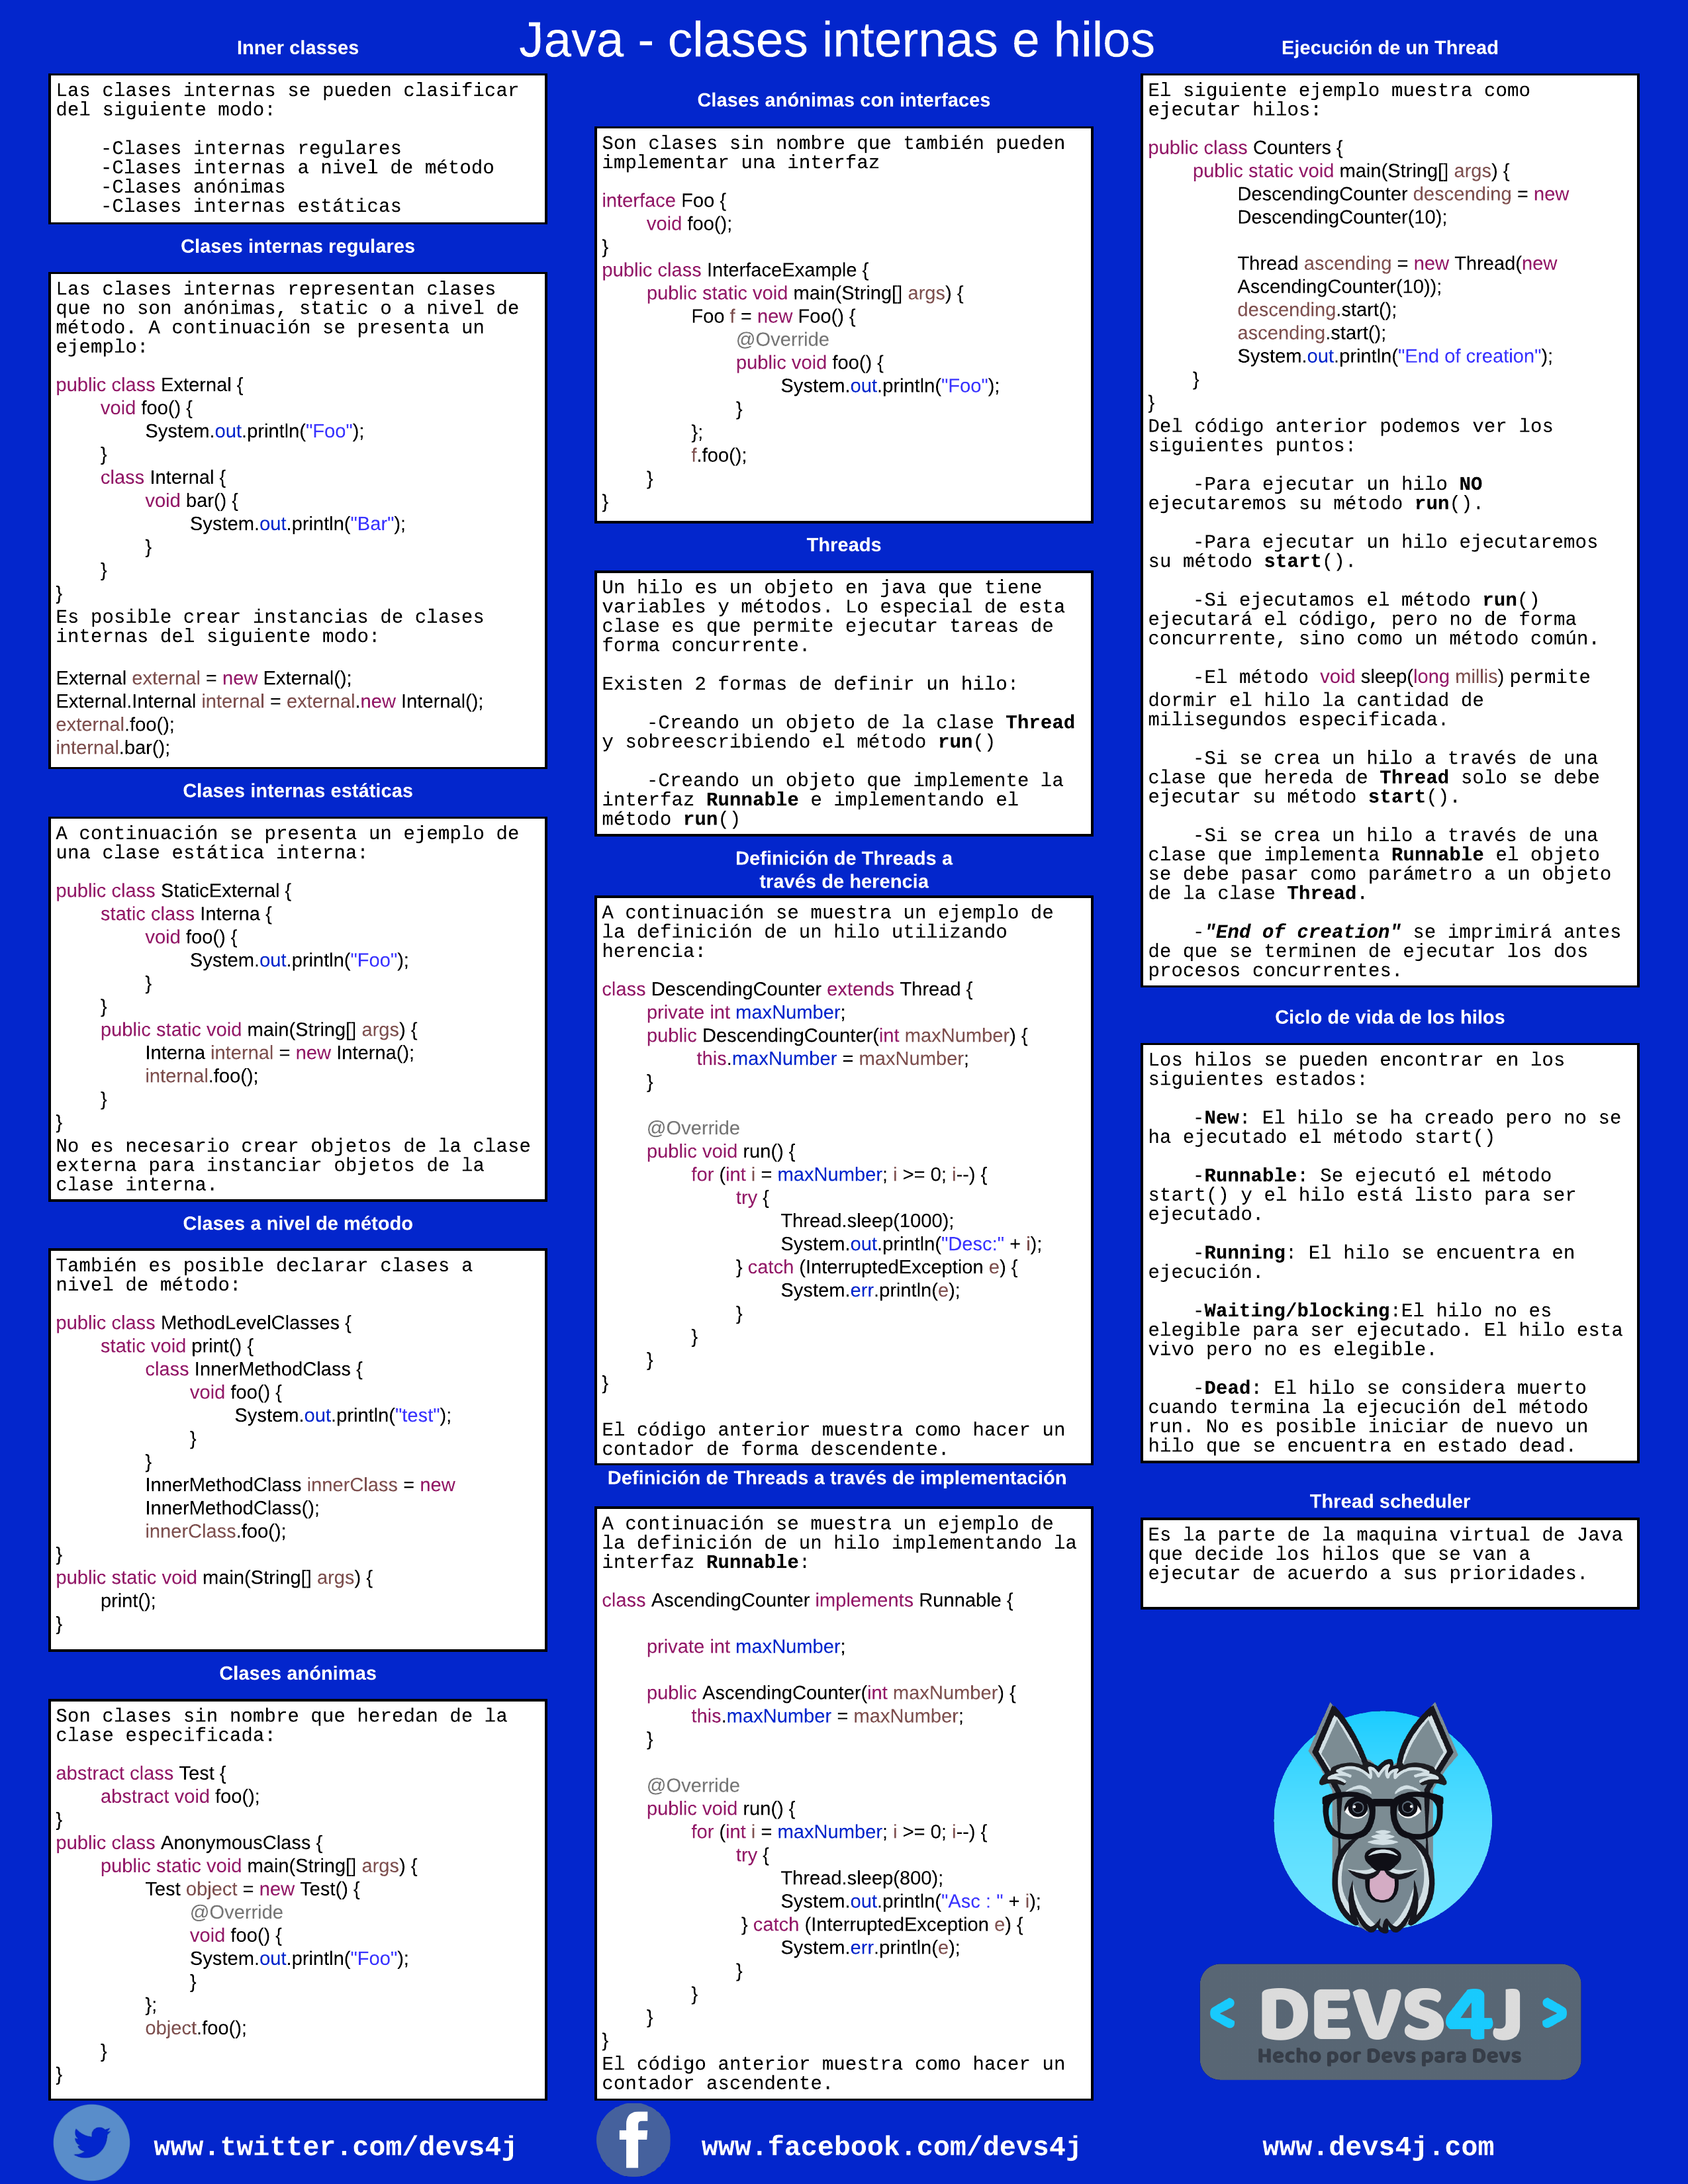 Java - clases internas e hilos
Inner classes
Las clases internas se pueden clasificar
del siguiente modo:
-Clases internas regulares
-Clases internas a nivel de método
-Clases anónimas
-Clases internas estáticas
Clases internas regulares
Las clases internas representan clases
que no son anónimas, static o a nivel de
método. A continuación se presenta un
ejemplo:
public class External {
void foo() {
System.out.println("Foo");
}
class Internal {
void bar() {
System.out.println("Bar");
}
}
}
Es posible crear instancias de clases
internas del siguiente modo:
External external = new External();
External.Internal internal = external.new Internal();
external.foo();
internal.bar();
Clases internas estáticas
A continuación se presenta un ejemplo de
una clase estática interna:
public class StaticExternal {
static class Interna {
void foo() {
System.out.println("Foo");
}
}
public static void main(String[] args) {
Interna internal = new Interna();
internal.foo();
}
}
No es necesario crear objetos de la clase
externa para instanciar objetos de la
clase interna.
Clases a nivel de método
También es posible declarar clases a
nivel de método:
public class MethodLevelClasses {
static void print() {
class InnerMethodClass {
void foo() {
System.out.println("test");
}
}
InnerMethodClass innerClass = new
InnerMethodClass();
innerClass.foo();
}
public static void main(String[] args) {
print();
}
Clases anónimas
Son clases sin nombre que heredan de la
clase especificada:
abstract class Test {
abstract void foo();
}
public class AnonymousClass {
public static void main(String[] args) {
Test object = new Test() {
@Override
void foo() {
System.out.println("Foo");
}
};
object.foo();
}
}
Clases anónimas con interfaces
Son clases sin nombre que también pueden
implementar una interfaz
interface Foo {
void foo();
}
public class InterfaceExample {
public static void main(String[] args) {
Foo f = new Foo() {
@Override
public void foo() {
System.out.println("Foo");
}
};
f.foo();
}
}
Threads
Un hilo es un objeto en java que tiene
variables y métodos. Lo especial de esta
clase es que permite ejecutar tareas de
forma concurrente.
Existen 2 formas de definir un hilo:
-Creando un objeto de la clase Thread
y sobreescribiendo el método run()
-Creando un objeto que implemente la
interfaz Runnable e implementando el
método run()
Definición de Threads a
través de herencia
A continuación se muestra un ejemplo de
la definición de un hilo utilizando
herencia:
class DescendingCounter extends Thread {
private int maxNumber;
public DescendingCounter(int maxNumber) {
this.maxNumber = maxNumber;
}
@Override
public void run() {
for (int i = maxNumber; i >= 0; i--) {
try {
Thread.sleep(1000);
System.out.println("Desc:" + i);
} catch (InterruptedException e) {
System.err.println(e);
}
}
}
}
El código anterior muestra como hacer un
contador de forma descendente.
Definición de Threads a través de implementación
A continuación se muestra un ejemplo de
la definición de un hilo implementando la
interfaz Runnable:
class AscendingCounter implements Runnable {
private int maxNumber;
public AscendingCounter(int maxNumber) {
this.maxNumber = maxNumber;
}
@Override
public void run() {
for (int i = maxNumber; i >= 0; i--) {
try {
Thread.sleep(800);
System.out.println("Asc : " + i);
} catch (InterruptedException e) {
System.err.println(e);
}
}
}
}
El código anterior muestra como hacer un
contador ascendente.
Ejecución de un Thread
El siguiente ejemplo muestra como
ejecutar hilos:
public class Counters {
public static void main(String[] args) {
DescendingCounter descending = new
DescendingCounter(10);
Thread ascending = new Thread(new
AscendingCounter(10));
descending.start();
ascending.start();
System.out.println("End of creation");
}
}
Del código anterior podemos ver los
siguientes puntos:
-Para ejecutar un hilo NO
ejecutaremos su método run().
-Para ejecutar un hilo ejecutaremos
su método start().
-Si ejecutamos el método run()
ejecutará el código, pero no de forma
concurrente, sino como un método común.
-El método void sleep(long millis) permite
dormir el hilo la cantidad de
milisegundos especificada.
-Si se crea un hilo a través de una
clase que hereda de Thread solo se debe
ejecutar su método start().
-Si se crea un hilo a través de una
clase que implementa Runnable el objeto
se debe pasar como parámetro a un objeto
de la clase Thread.
-"End of creation" se imprimirá antes
de que se terminen de ejecutar los dos
procesos concurrentes.
Ciclo de vida de los hilos
Los hilos se pueden encontrar en los
siguientes estados:
-New: El hilo se ha creado pero no se
ha ejecutado el método start()
-Runnable: Se ejecutó el método
start() y el hilo está listo para ser
ejecutado.
-Running: El hilo se encuentra en
ejecución.
-Waiting/blocking:El hilo no es
elegible para ser ejecutado. El hilo esta
vivo pero no es elegible.
-Dead: El hilo se considera muerto
cuando termina la ejecución del método
run. No es posible iniciar de nuevo un
hilo que se encuentra en estado dead.
Thread scheduler
Es la parte de la maquina virtual de Java
que decide los hilos que se van a
ejecutar de acuerdo a sus prioridades.
< DEVS4J >
Hecho por Devs para Devs
www.twitter.com/devs4j
f www.facebook.com/devs4j
www.devs4j.com